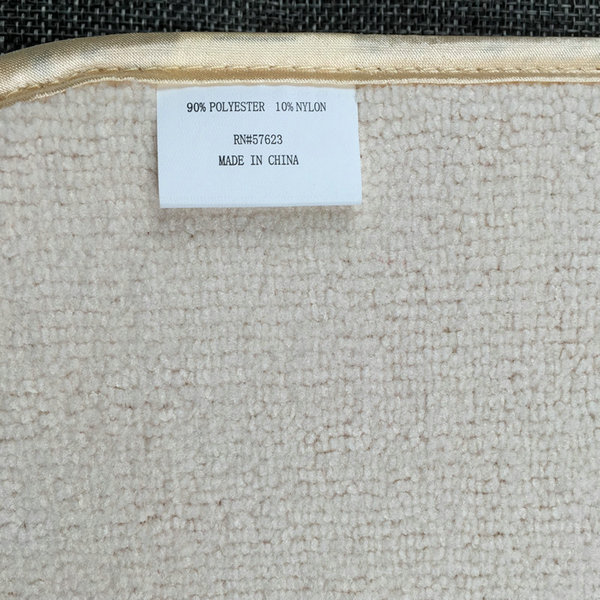 90% POLYESTER 10% NYLON
RN#57623
MADE IN CHINA